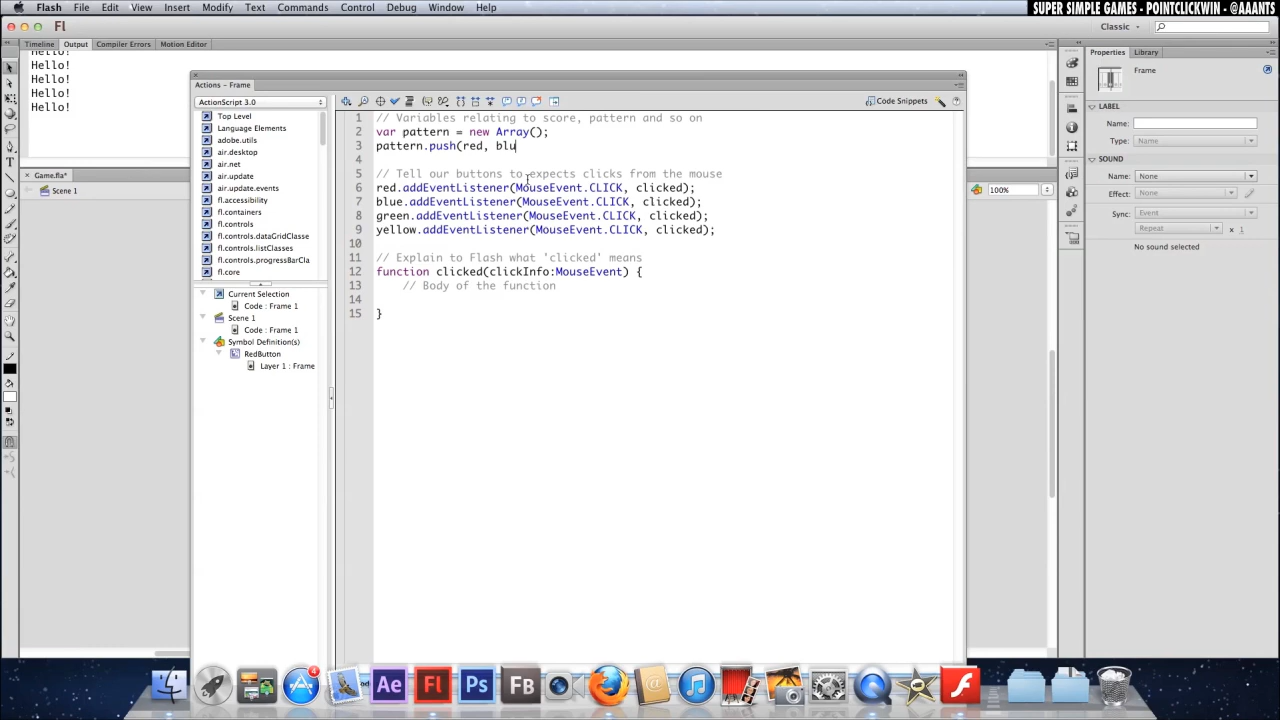 Flash File Edit View Insert Modify Text Commands Control Debug Window Help
SUPER SIMPLE GAMES - POINTCLICKWIN - @AAANTS
Fl
Classic
Timeline Output Compiler Errors Motion Editor
Properties Library
Hello!
Hello!
Hello!
Hello!
Hello!
Actions - Frame
ActionScript 3.0
Code Snippets
Top Level
Language Elements
adobe.utils
air.desktop
air.net
air.update
air.update.events
fl.accessibility
fl.containers
fl.controls
fl.controls.dataGridClasse
fl.controls.listClasses
fl.controls.progressBarCla
fl.core
Current Selection
Code : Frame 1
Scene 1
Code : Frame 1
Symbol Definition(s)
RedButton
Layer 1 : Frame
1 // Variables relating to score, pattern and so on
2 var pattern = new Array();
3 pattern.push(red, blu
4
5 // Tell our buttons to expects clicks from the mouse
6 red.addEventListener(MouseEvent.CLICK, clicked);
7 blue.addEventListener(MouseEvent.CLICK, clicked);
8 green.addEventListener(MouseEvent.CLICK, clicked);
9 yellow.addEventListener(MouseEvent.CLICK, clicked);
10
11 // Explain to Flash what 'clicked' means
12 function clicked(clickInfo:MouseEvent) {
13 // Body of the function
14
15 }
Game.fla*
Scene 1
100%
Frame
LABEL
Name:
Type: Name
SOUND
Name: None
Effect: None
Sync: Event
Repeat x 1
No sound selected
4
Ae Fl Ps Fb